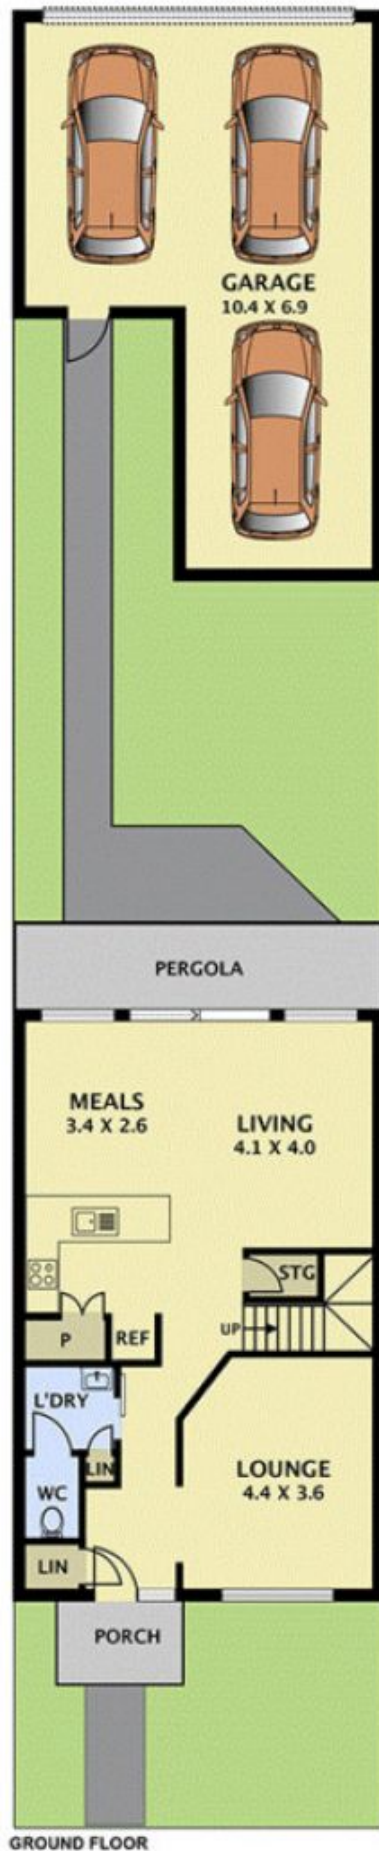 GARAGE
10.4 X 6.9
PERGOLA
MEALS
3.4 X 2.6
LIVING
4.1 X 4.0
STG
P
REF
UP
L'DRY
LIN
LOUNGE
4.4 X 3.6
WC
LIN
PORCH
GROUND FLOOR